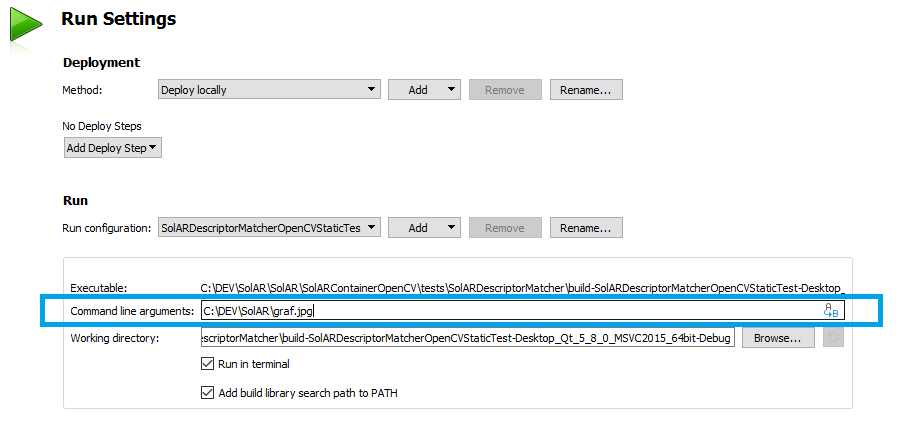 Run Settings
Deployment
Method: Deploy locally Add Remove Rename...
No Deploy Steps
Add Deploy Step
Run
Run configuration: SolARDescriptorMatcherOpenCVStaticTes Add Remove Rename...
Executable: C:\DEV\SolAR\SolAR\SolARContainerOpenCV\tests\SolARDescriptorMatcher\build-SolARDescriptorMatcherOpenCVStaticTest-Desktop_
Command line arguments: C:\DEV\SolAR\graf.jpg A B
Working directory: scriptorMatcher\build-SolARDescriptorMatcherOpenCVStaticTest-Desktop_Qt_5_8_0_MSVC2015_64bit-Debug Browse...
Run in terminal
Add build library search path to PATH